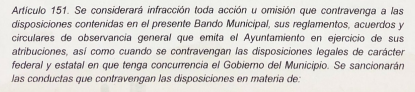 Artículo 151. Se considerará infracción toda acción u omisión que contravenga a las
disposiciones contenidas en el presente Bando Municipal, sus reglamentos, acuerdos y
circulares de observancia general que emita el Ayuntamiento en ejercicio de sus
atribuciones, así como cuando se contravengan las disposiciones legales de carácter
federal y estatal en que tenga concurrencia el Gobierno del Municipio. Se sancionarán
las conductas que contravengan las disposiciones en materia de: